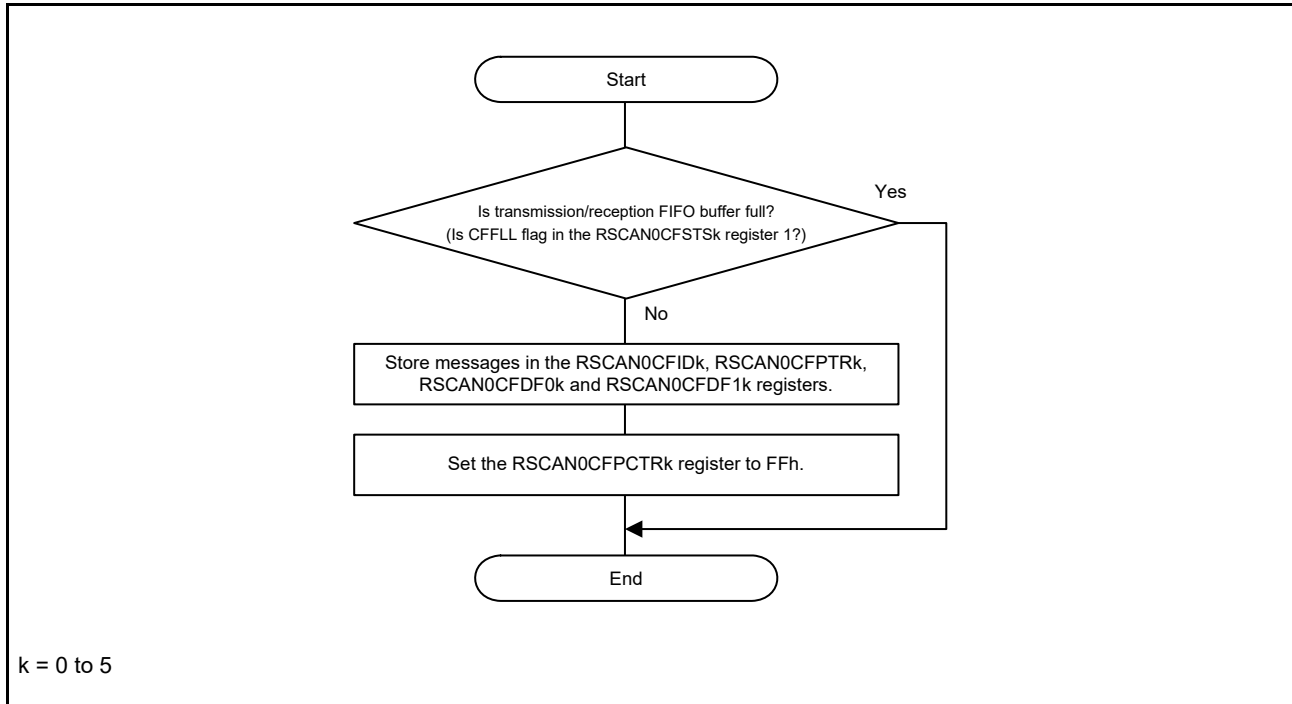 Start
Is transmission/reception FIFO buffer full?
(Is CFFLL flag in the RSCAN0CFSTSk register 1?)
Yes
No
Store messages in the RSCAN0CFIDk, RSCAN0CFPTRk,
RSCAN0CFDF0k and RSCAN0CFDF1k registers.
Set the RSCAN0CFPCTRk register to FFh.
End
k = 0 to 5